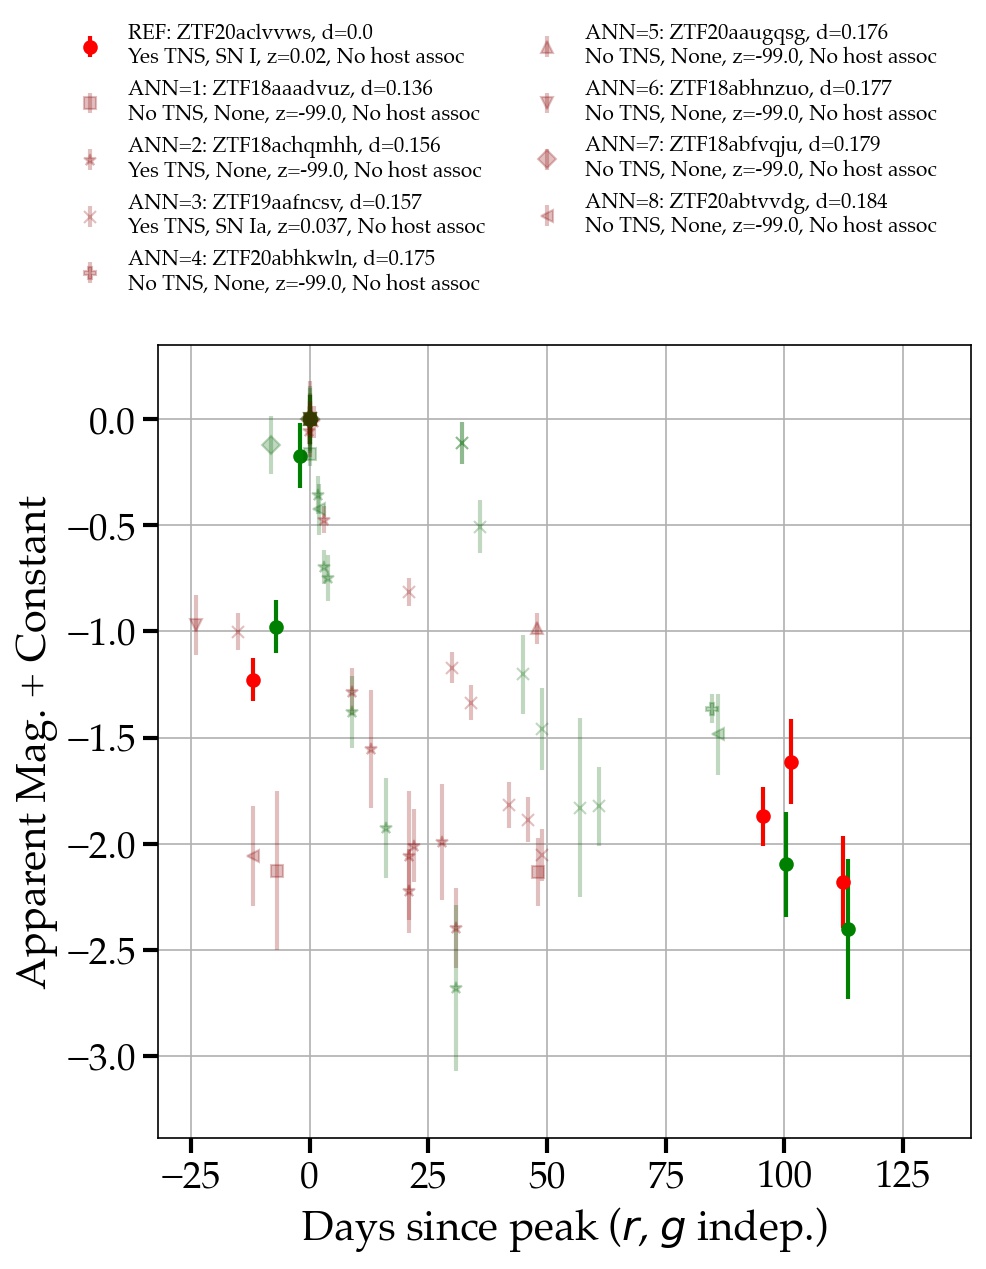 REF: ZTF20aclvvws, d=0.0
Yes TNS, SN I, z=0.02, No host assoc
ANN=1: ZTF18aaadvuz, d=0.136
No TNS, None, z=-99.0, No host assoc
ANN=2: ZTF18achqmhh, d=0.156
Yes TNS, None, z=-99.0, No host assoc
ANN=3: ZTF19aafncsv, d=0.157
Yes TNS, SN Ia, z=0.037, No host assoc
ANN=4: ZTF20abhkwln, d=0.175
No TNS, None, z=-99.0, No host assoc
ANN=5: ZTF20aaugqsg, d=0.176
No TNS, None, z=-99.0, No host assoc
ANN=6: ZTF18abhnzuo, d=0.177
No TNS, None, z=-99.0, No host assoc
ANN=7: ZTF18abfvqju, d=0.179
No TNS, None, z=-99.0, No host assoc
ANN=8: ZTF20abtvvdg, d=0.184
No TNS, None, z=-99.0, No host assoc
Apparent Mag. + Constant
0.0
−0.5
−1.0
−1.5
−2.0
−2.5
−3.0
−25 0 25 50 75 100 125
Days since peak (r, g indep.)